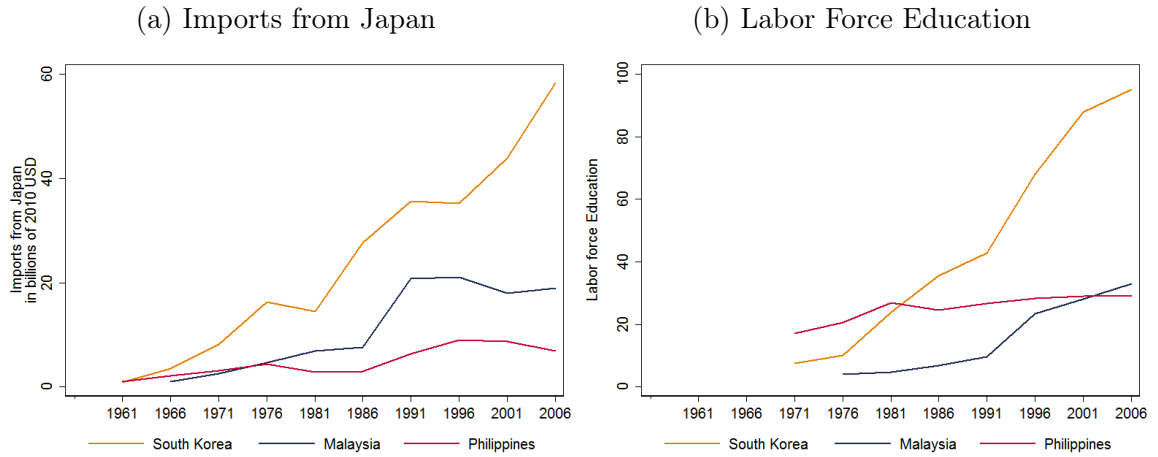 (a) Imports from Japan
Imports from Japan
in billions of 2010 USD
60
40
20
0
1961 1966 1971 1976 1981 1986 1991 1996 2001 2006
South Korea Malaysia Philippines
(b) Labor Force Education
Labor force Education
100
80
60
40
20
0
1961 1966 1971 1976 1981 1986 1991 1996 2001 2006
South Korea Malaysia Philippines